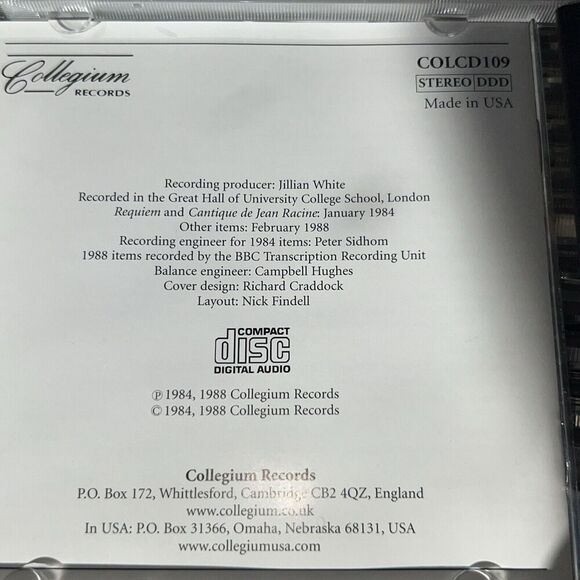 Collegium
RECORDS
COLCD109
STEREO DDD
Made in USA
Recording producer: Jillian White
Recorded in the Great Hall of University College School, London
Requiem and Cantique de Jean Racine: January 1984
Other items: February 1988
Recording engineer for 1984 items: Peter Sidhom
1988 items recorded by the BBC Transcription Recording Unit
Balance engineer: Campbell Hughes
Cover design: Richard Craddock
Layout: Nick Findell
COMPACT
disc
DIGITAL AUDIO
℗ 1984, 1988 Collegium Records
© 1984, 1988 Collegium Records
Collegium Records
P.O. Box 172, Whittlesford, Cambridge CB2 4QZ, England
www.collegium.co.uk
In USA: P.O. Box 31366, Omaha, Nebraska 68131, USA
www.collegiumusa.com